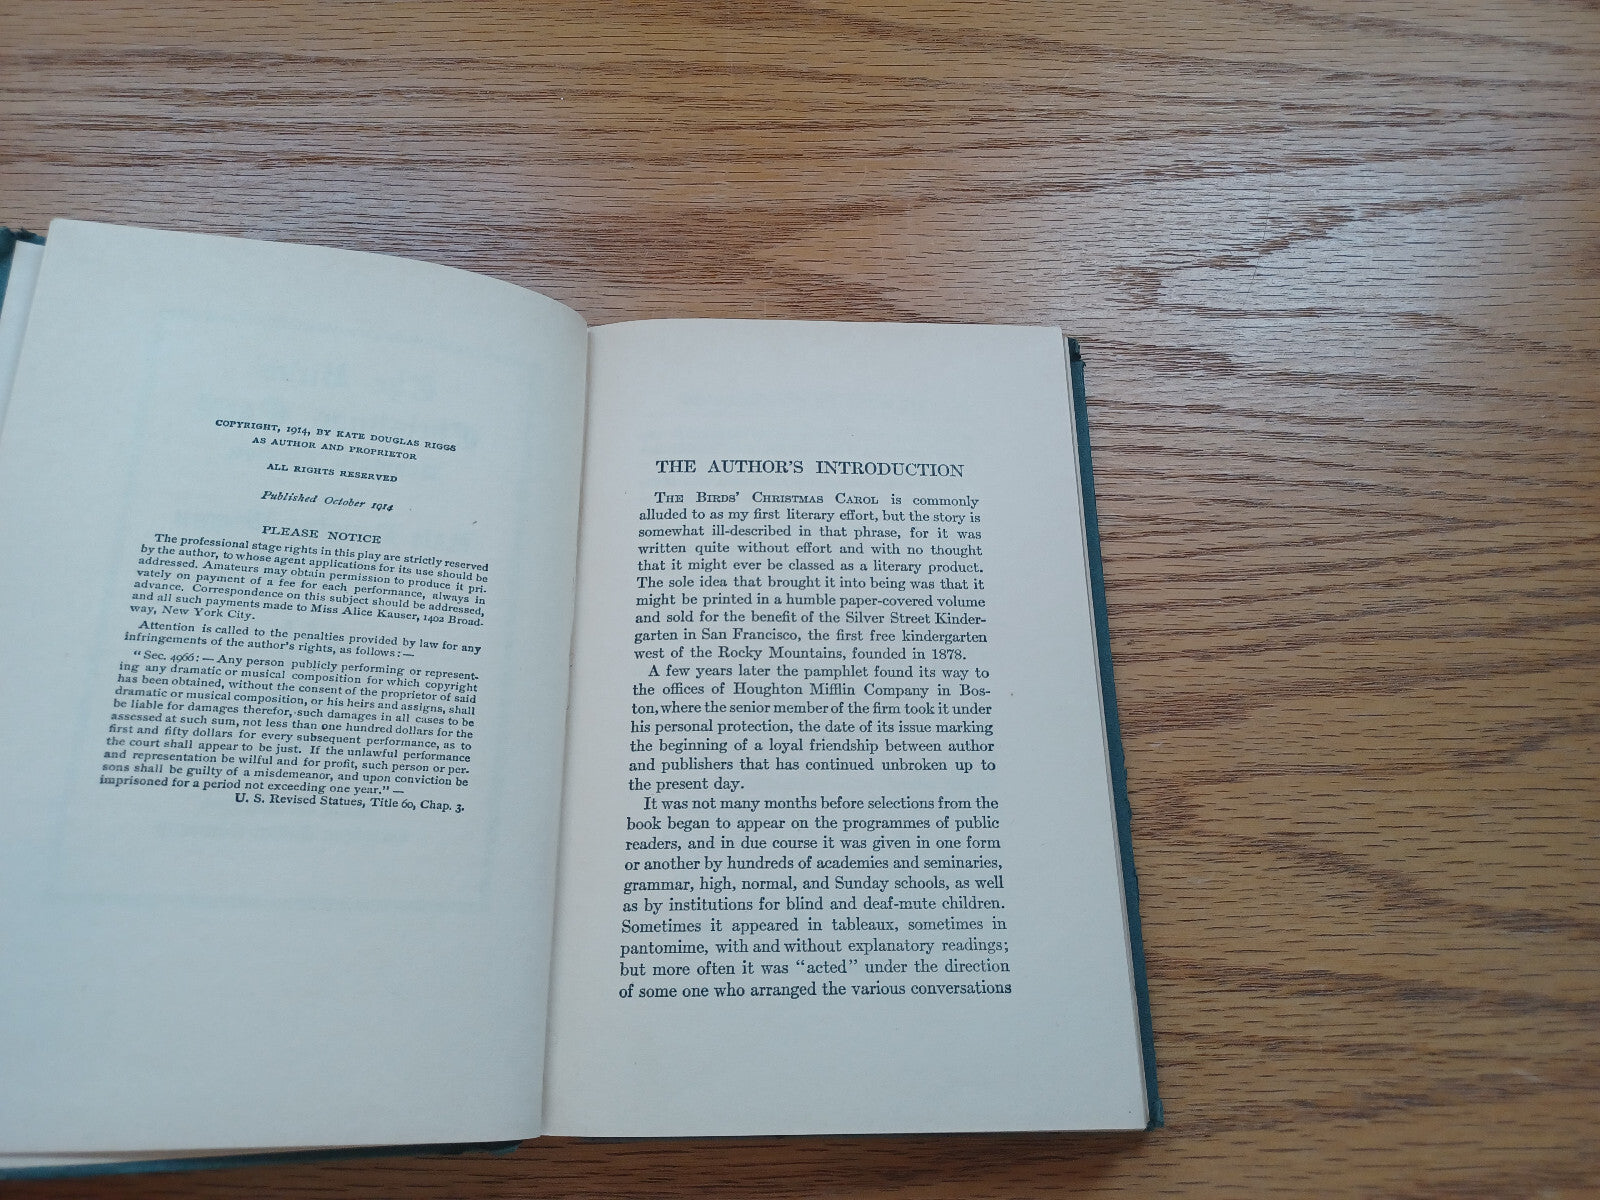 COPYRIGHT, 1914, BY KATE DOUGLAS RIGGS
AS AUTHOR AND PROPRIETOR
ALL RIGHTS RESERVED
Published October 1914
PLEASE NOTICE
The professional stage rights in this play are strictly reserved
by the author, to whose agent applications for its use should be
addressed. Amateurs may obtain permission to produce it pri-
vately on payment of a fee for each performance, always in
advance. Correspondence on this subject should be addressed,
and all such payments made to Miss Alice Kauser, 1402 Broad-
way, New York City.
Attention is called to the penalties provided by law for any
infringements of the author's rights, as follows: —
"Sec. 4966: — Any person publicly performing or represent-
ing any dramatic or musical composition for which copyright
has been obtained, without the consent of the proprietor of said
dramatic or musical composition, or his heirs and assigns, shall
be liable for damages therefor, such damages in all cases to be
assessed at such sum, not less than one hundred dollars for the
first and fifty dollars for every subsequent performance, as to
the court shall appear to be just. If the unlawful performance
and representation be wilful and for profit, such person or per-
sons shall be guilty of a misdemeanor, and upon conviction be
imprisoned for a period not exceeding one year." —
U. S. Revised Statues, Title 60, Chap. 3.
THE AUTHOR'S INTRODUCTION
THE BIRDS' CHRISTMAS CAROL is commonly
alluded to as my first literary effort, but the story is
somewhat ill-described in that phrase, for it was
written quite without effort and with no thought
that it might ever be classed as a literary product.
The sole idea that brought it into being was that it
might be printed in a humble paper-covered volume
and sold for the benefit of the Silver Street Kinder-
garten in San Francisco, the first free kindergarten
west of the Rocky Mountains, founded in 1878.
A few years later the pamphlet found its way to
the offices of Houghton Mifflin Company in Bos-
ton, where the senior member of the firm took it under
his personal protection, the date of its issue marking
the beginning of a loyal friendship between author
and publishers that has continued unbroken up to
the present day.
It was not many months before selections from the
book began to appear on the programmes of public
readers, and in due course it was given in one form
or another by hundreds of academies and seminaries,
grammar, high, normal, and Sunday schools, as well
as by institutions for blind and deaf-mute children.
Sometimes it appeared in tableaux, sometimes in
pantomime, with and without explanatory readings;
but more often it was "acted" under the direction
of some one who arranged the various conversations